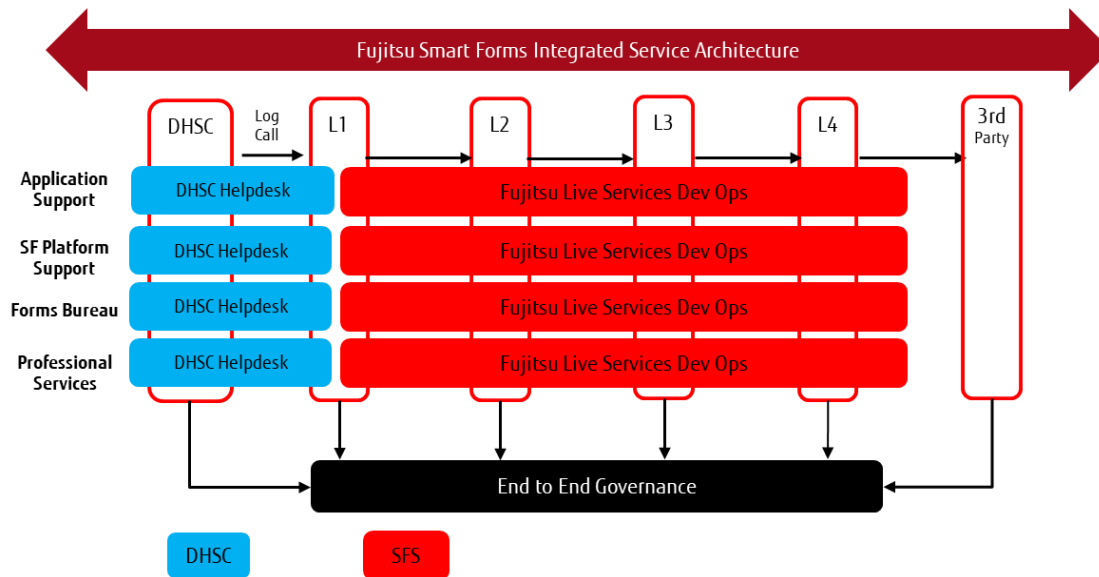 Fujitsu Smart Forms Integrated Service Architecture
DHSC
Log
Call
L1
L2
L3
L4
3rd
Party
Application
Support
DHSC Helpdesk
Fujitsu Live Services Dev Ops
SF Platform
Support
DHSC Helpdesk
Fujitsu Live Services Dev Ops
Forms Bureau
DHSC Helpdesk
Fujitsu Live Services Dev Ops
Professional
Services
DHSC Helpdesk
Fujitsu Live Services Dev Ops
End to End Governance
DHSC
SFS